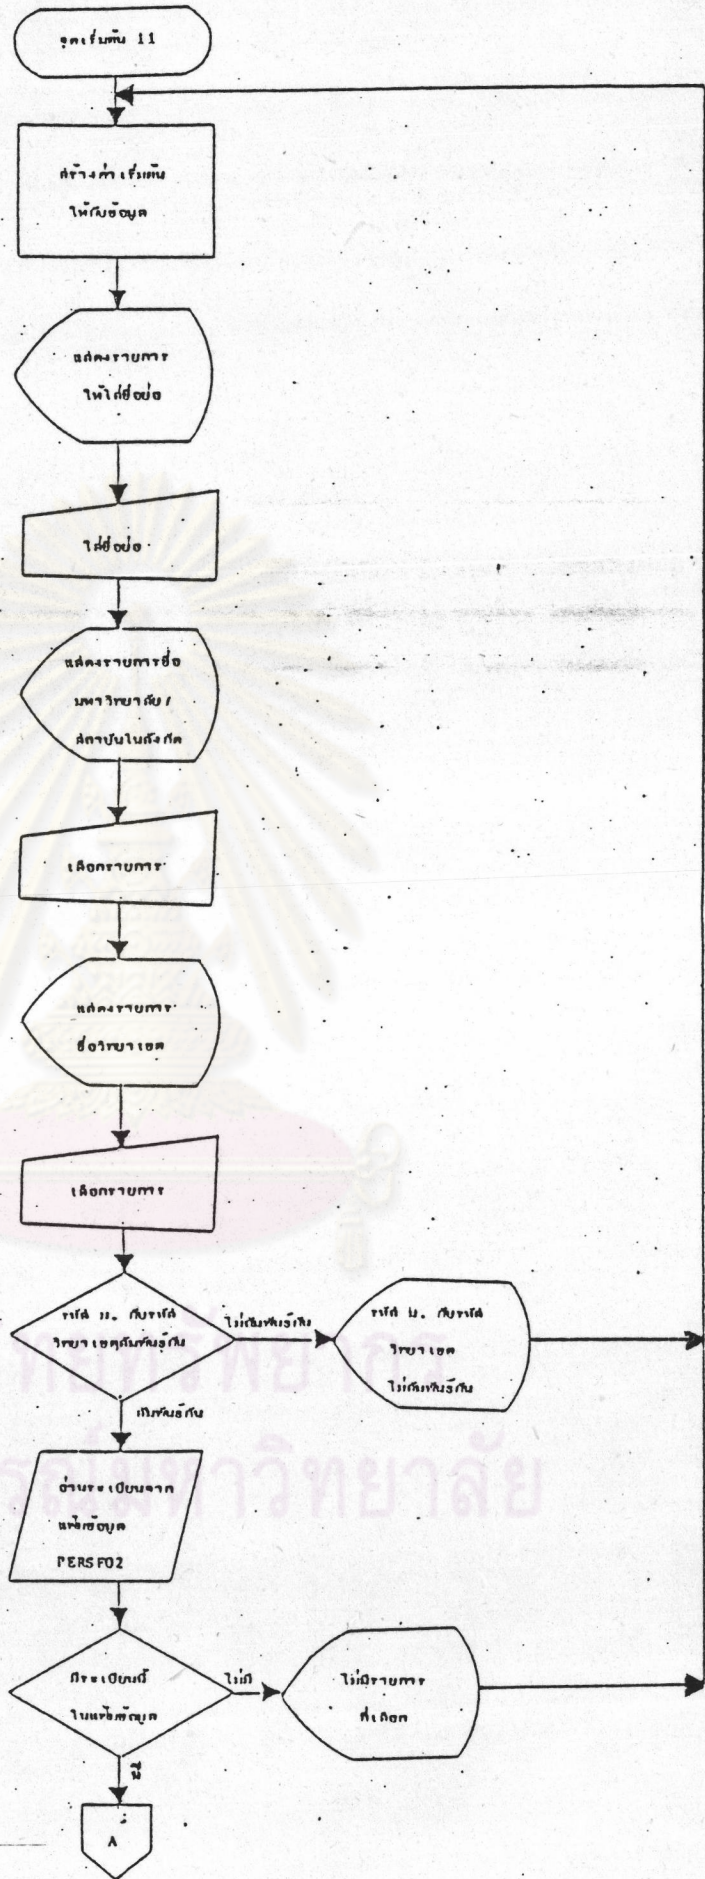 จุดเริ่มต้น 11
สร้างค่าเริ่มต้น
ให้กับข้อมูล
แสดงรายการ
ให้ใส่ชื่อย่อ
ใส่ชื่อย่อ
แสดงรายการชื่อ
มหาวิทยาลัย/
สถาบันในสังกัด
เลือกรายการ
แสดงรายการ
ชื่อวิทยาเขต
เลือกรายการ
รหัส ม. กับรหัส
วิทยาเขตสัมพันธ์กัน
ไม่สัมพันธ์กัน
รหัส ม. กับรหัส
วิทยาเขต
ไม่สัมพันธ์กัน
สัมพันธ์กัน
อ่านระเบียนจาก
แฟ้มข้อมูล
PERSF02
มีระเบียนนี้
ในแฟ้มข้อมูล
ไม่มี
ไม่มีรายการ
ที่เลือก
มี
A
ทยทรัพยากร
รณ์มหาวิทยาลัย